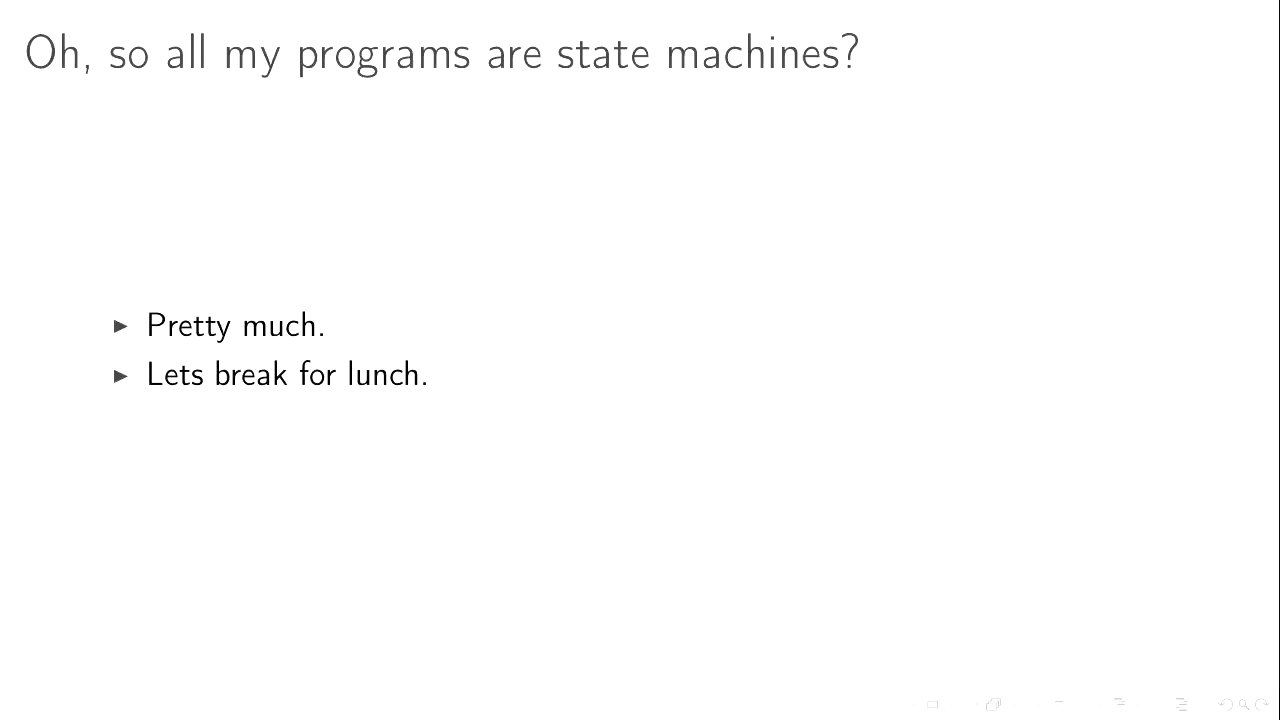 Oh, so all my programs are state machines?
Pretty much.
Lets break for lunch.